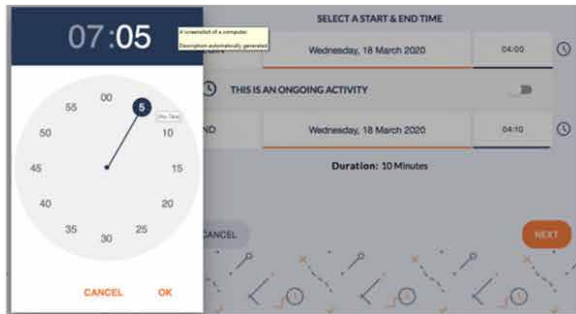 07:05
A screenshot of a computer
Description automatically generated
00
5
10
15
20
25
30
35
40
45
50
55
CANCEL
OK
SELECT A START & END TIME
Wednesday, 18 March 2020
04:00
THIS IS AN ONGOING ACTIVITY
ND
Wednesday, 18 March 2020
04:10
Duration: 10 Minutes
CANCEL
NEXT